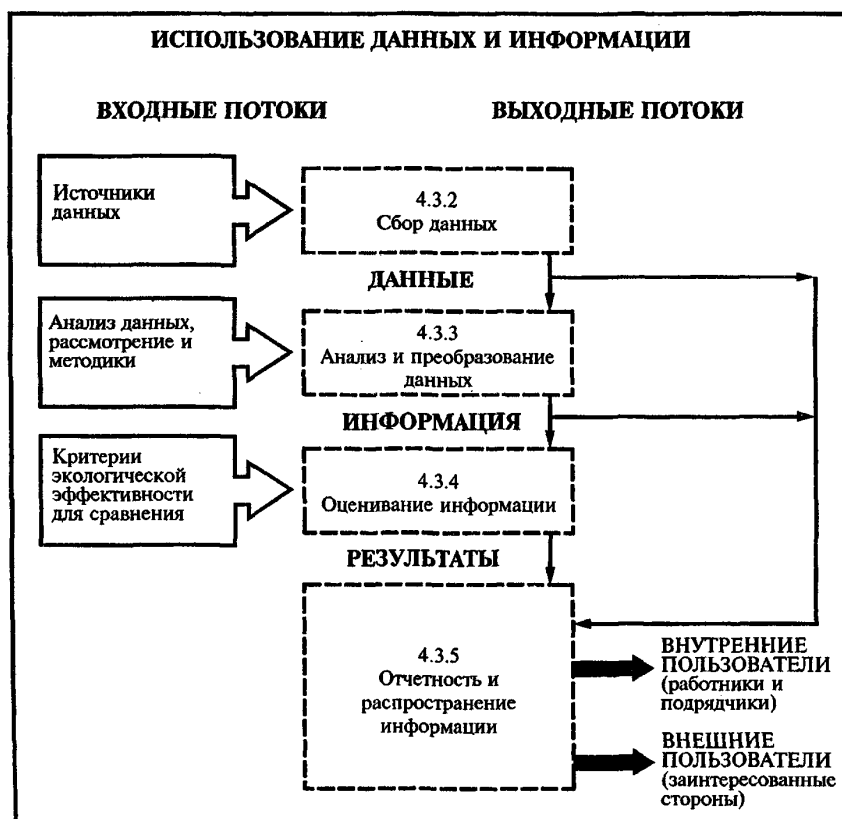 ИСПОЛЬЗОВАНИЕ ДАННЫХ И ИНФОРМАЦИИ
ВХОДНЫЕ ПОТОКИ
ВЫХОДНЫЕ ПОТОКИ
Источники
данных
4.3.2
Сбор данных
ДАННЫЕ
Анализ данных,
рассмотрение и
методики
4.3.3
Анализ и преобразование
данных
ИНФОРМАЦИЯ
Критерии
экологической
эффективности
для сравнения
4.3.4
Оценивание информации
РЕЗУЛЬТАТЫ
4.3.5
Отчетность и
распространение
информации
ВНУТРЕННИЕ
ПОЛЬЗОВАТЕЛИ
(работники и
подрядчики)
ВНЕШНИЕ
ПОЛЬЗОВАТЕЛИ
(заинтересованные
стороны)